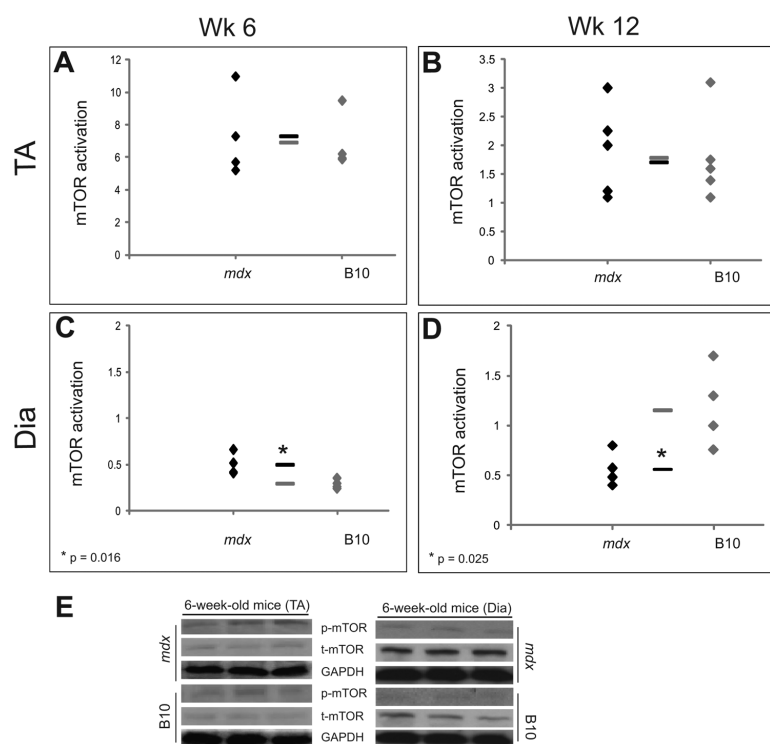 Wk 6
Wk 12
TA
Dia
A
mTOR activation
12
10
8
6
4
2
0
mdx
B10
B
mTOR activation
3.5
3
2.5
2
1.5
1
0.5
0
mdx
B10
C
mTOR activation
2
1.5
1
0.5
0
*
mdx
B10
* p = 0.016
D
mTOR activation
2
1.5
1
0.5
0
*
mdx
B10
* p = 0.025
E
6-week-old mice (TA)
6-week-old mice (Dia)
mdx
p-mTOR
t-mTOR
GAPDH
mdx
B10
p-mTOR
t-mTOR
GAPDH
B10